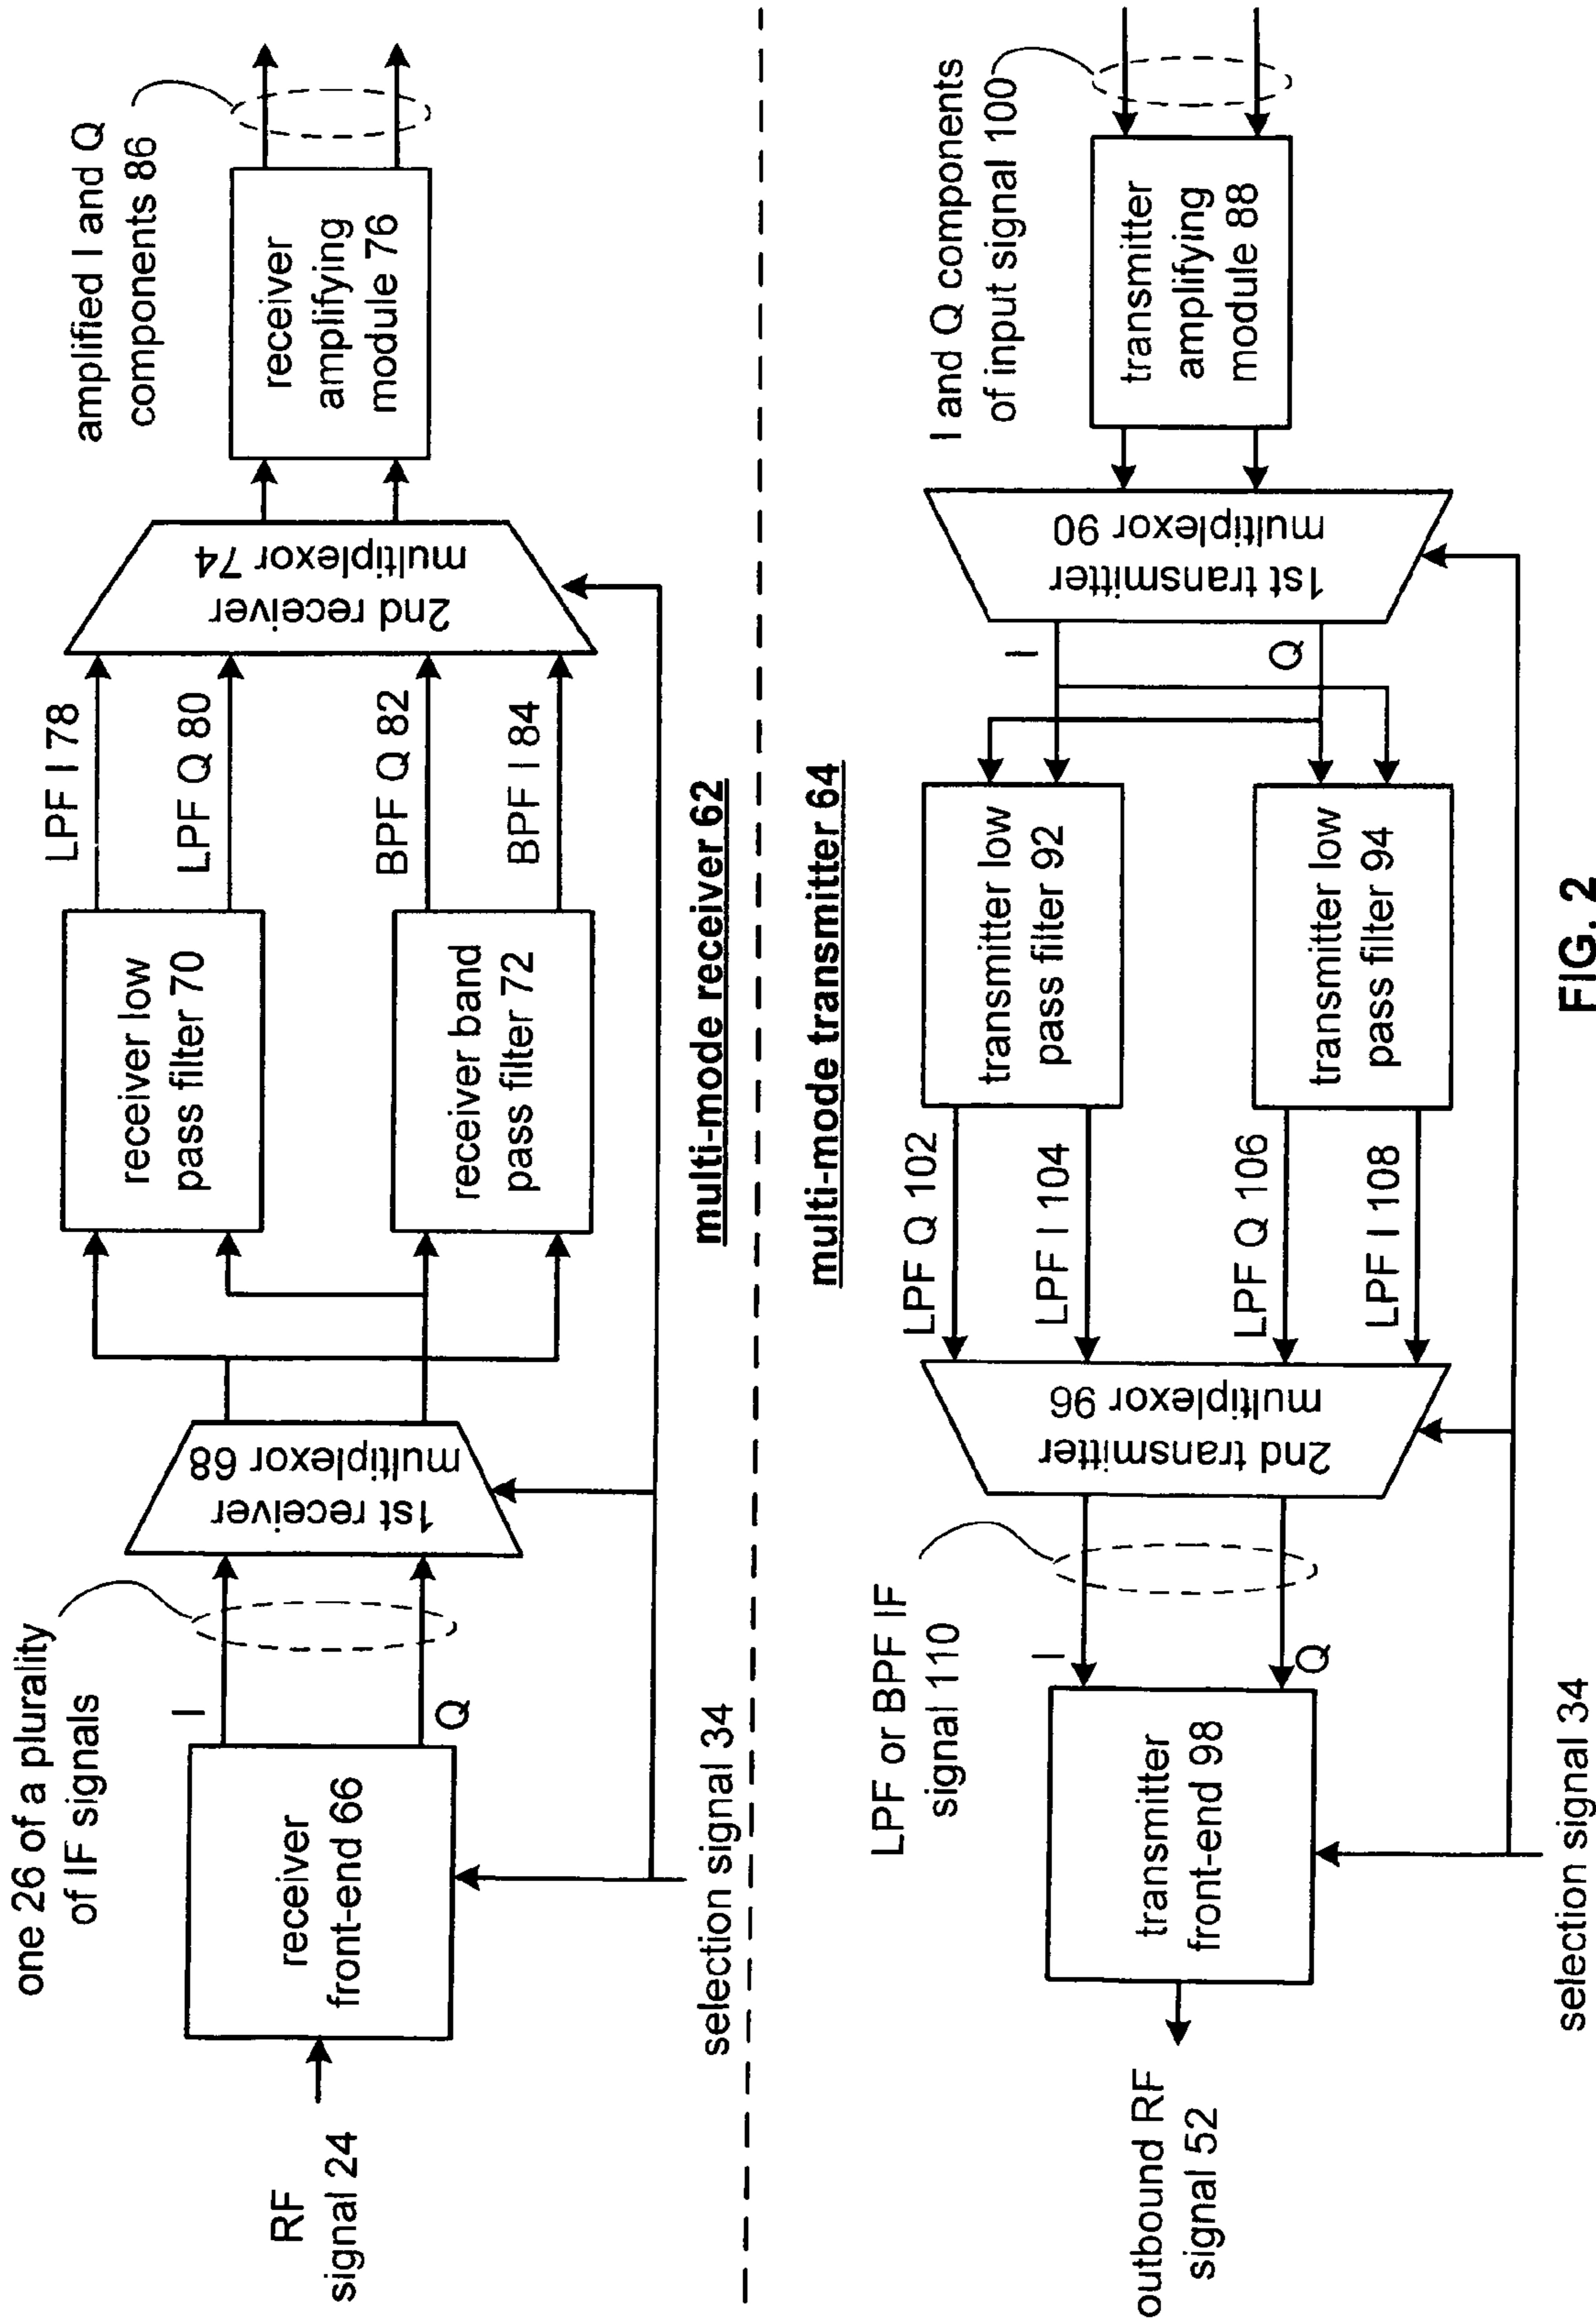 one 26 of a plurality
of IF signals
amplified I and Q
components 86
RF
signal 24
receiver
front-end 66
I
Q
1st receiver
multiplexor 68
receiver low
pass filter 70
receiver band
pass filter 72
LPF I 78
LPF Q 80
BPF Q 82
BPF I 84
2nd receiver
multiplexor 74
receiver
amplifying
module 76
selection signal 34
multi-mode receiver 62
multi-mode transmitter 64
LPF or BPF IF
signal 110
I and Q components
of input signal 100
outbound RF
signal 52
transmitter
front-end 98
I
Q
2nd transmitter
multiplexor 96
LPF Q 102
LPF I 104
LPF Q 106
LPF I 108
transmitter low
pass filter 92
transmitter low
pass filter 94
I
Q
1st transmitter
multiplexor 90
transmitter
amplifying
module 88
selection signal 34
FIG. 2